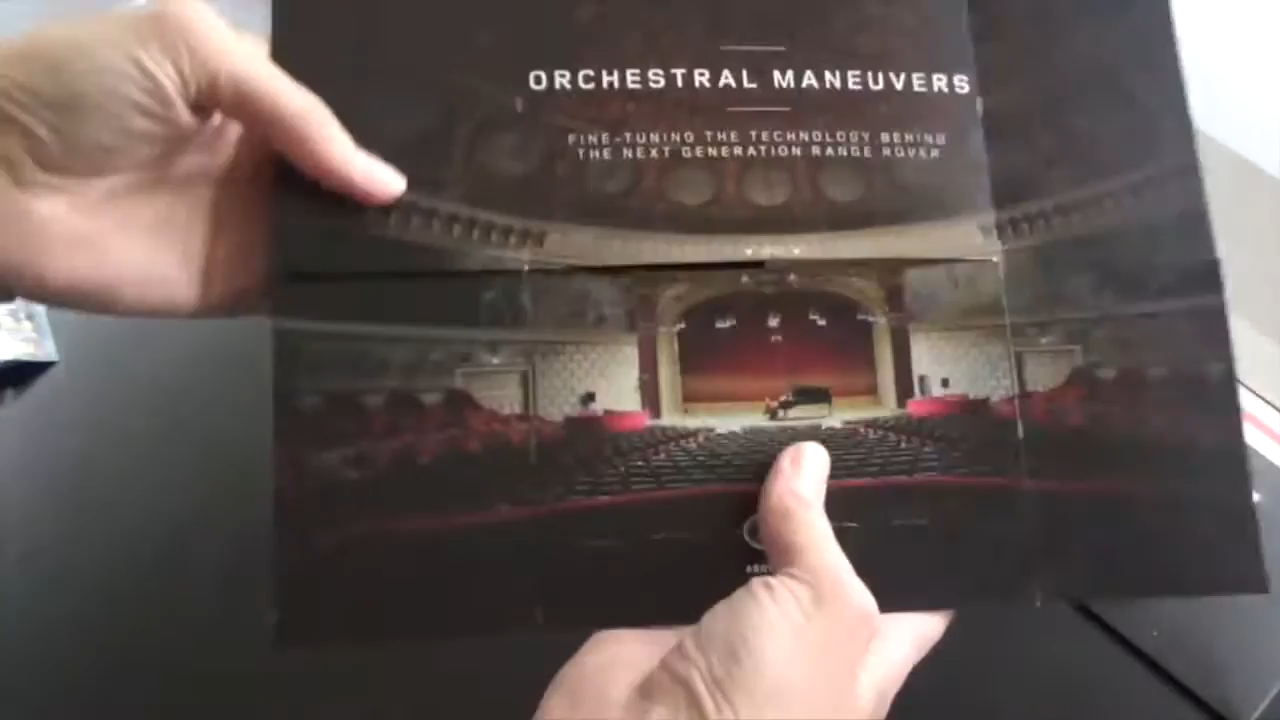 ORCHESTRAL MANEUVERS
FINE-TUNING THE TECHNOLOGY BEHIND
THE NEXT GENERATION RANGE ROVER